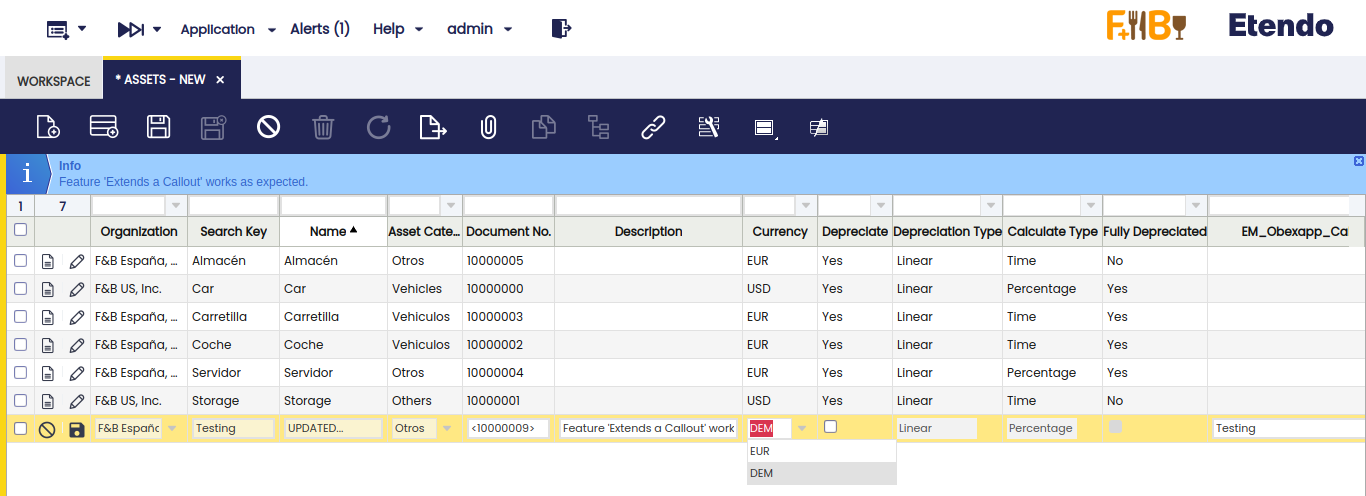 Application Alerts (1) Help admin F+B Etendo
WORKSPACE * ASSETS - NEW ×
i Info
Feature 'Extends a Callout' works as expected.
1 7
Organization Search Key Name Asset Cate... Document No. Description Currency Depreciate Depreciation Type Calculate Type Fully Depreciated EM_Obexapp_Ca
F&B España, ... Almacén Almacén Otros 10000005 EUR Yes Linear Time No
F&B US, Inc. Car Car Vehicles 10000000 USD Yes Linear Percentage Yes
F&B España, ... Carretilla Carretilla Vehiculos 10000003 EUR Yes Linear Time Yes
F&B España, ... Coche Coche Vehiculos 10000002 EUR Yes Linear Time Yes
F&B España, ... Servidor Servidor Otros 10000004 EUR Yes Linear Percentage Yes
F&B US, Inc. Storage Storage Others 10000001 USD Yes Linear Time No
F&B Españc Testing UPDATED... Otros <10000009> Feature 'Extends a Callout' work DEM Linear Percentage Testing
EUR
DEM